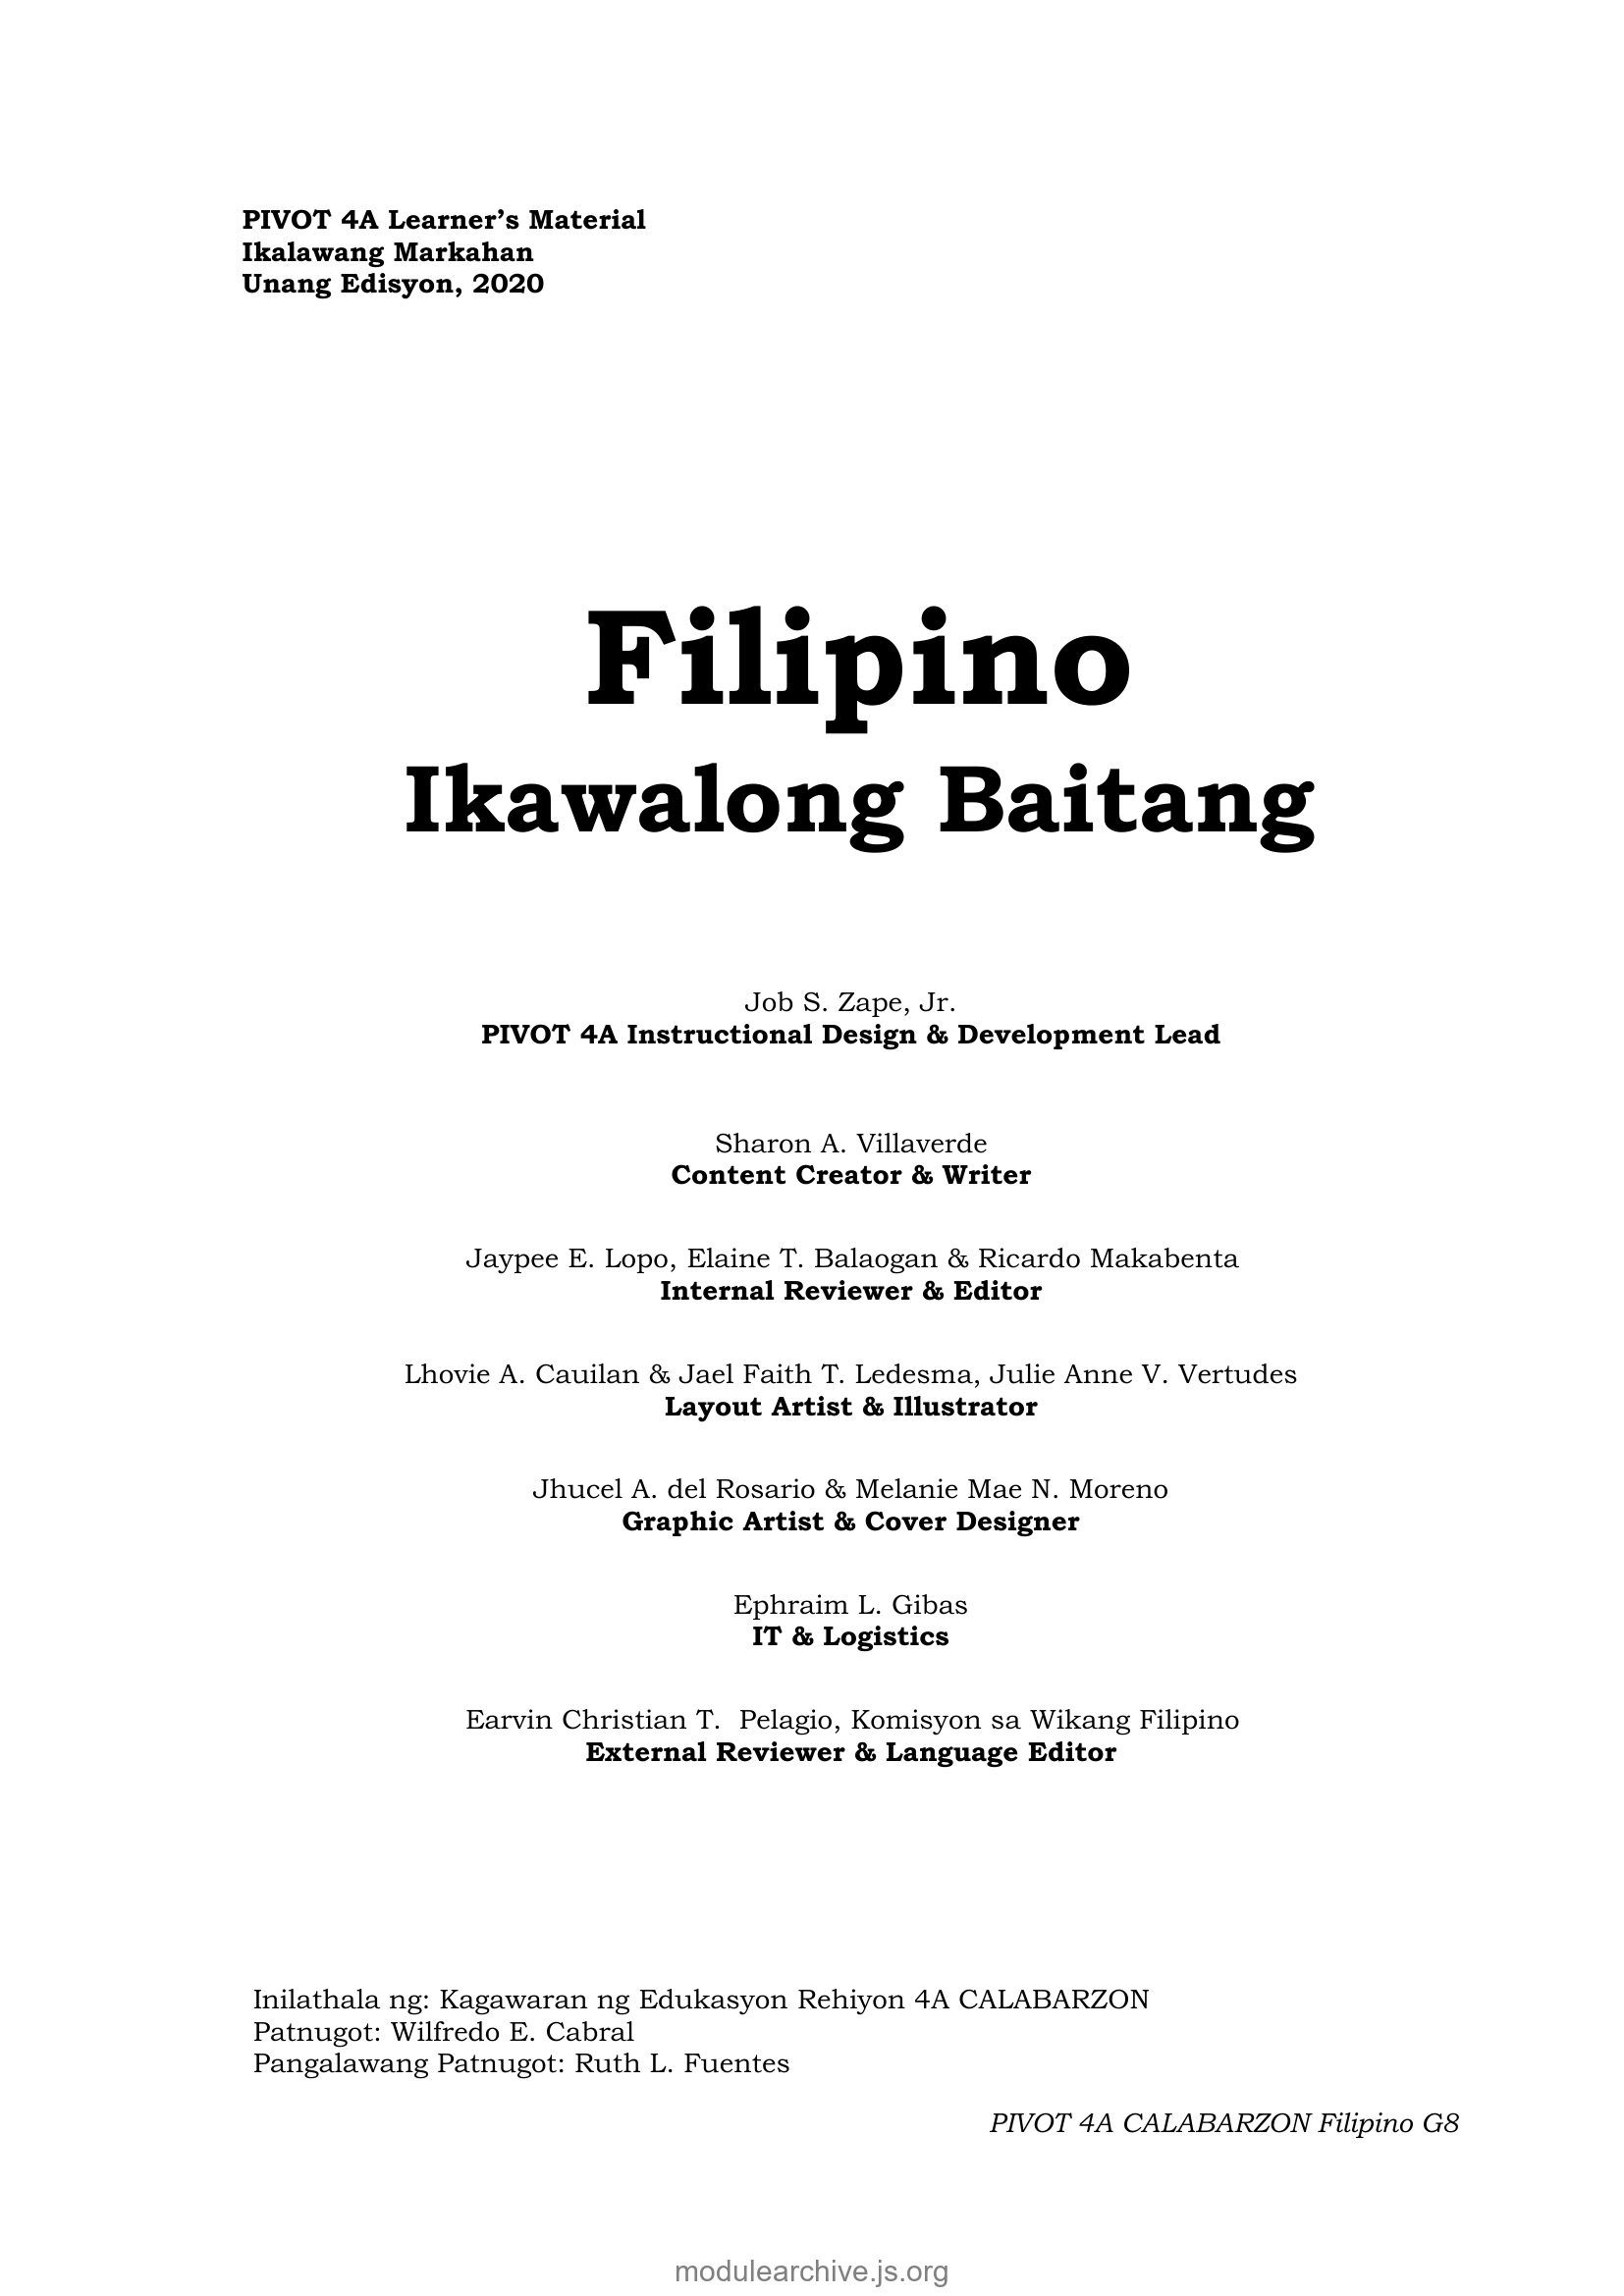 PIVOT 4A Learner’s Material
Ikalawang Markahan
Unang Edisyon, 2020
Filipino
Ikawalong Baitang
Job S. Zape, Jr.
PIVOT 4A Instructional Design & Development Lead
Sharon A. Villaverde
Content Creator & Writer
Jaypee E. Lopo, Elaine T. Balaogan & Ricardo Makabenta
Internal Reviewer & Editor
Lhovie A. Cauilan & Jael Faith T. Ledesma, Julie Anne V. Vertudes
Layout Artist & Illustrator
Jhucel A. del Rosario & Melanie Mae N. Moreno
Graphic Artist & Cover Designer
Ephraim L. Gibas
IT & Logistics
Earvin Christian T. Pelagio, Komisyon sa Wikang Filipino
External Reviewer & Language Editor
Inilathala ng: Kagawaran ng Edukasyon Rehiyon 4A CALABARZON
Patnugot: Wilfredo E. Cabral
Pangalawang Patnugot: Ruth L. Fuentes
PIVOT 4A CALABARZON Filipino G8
modulearchive.js.org